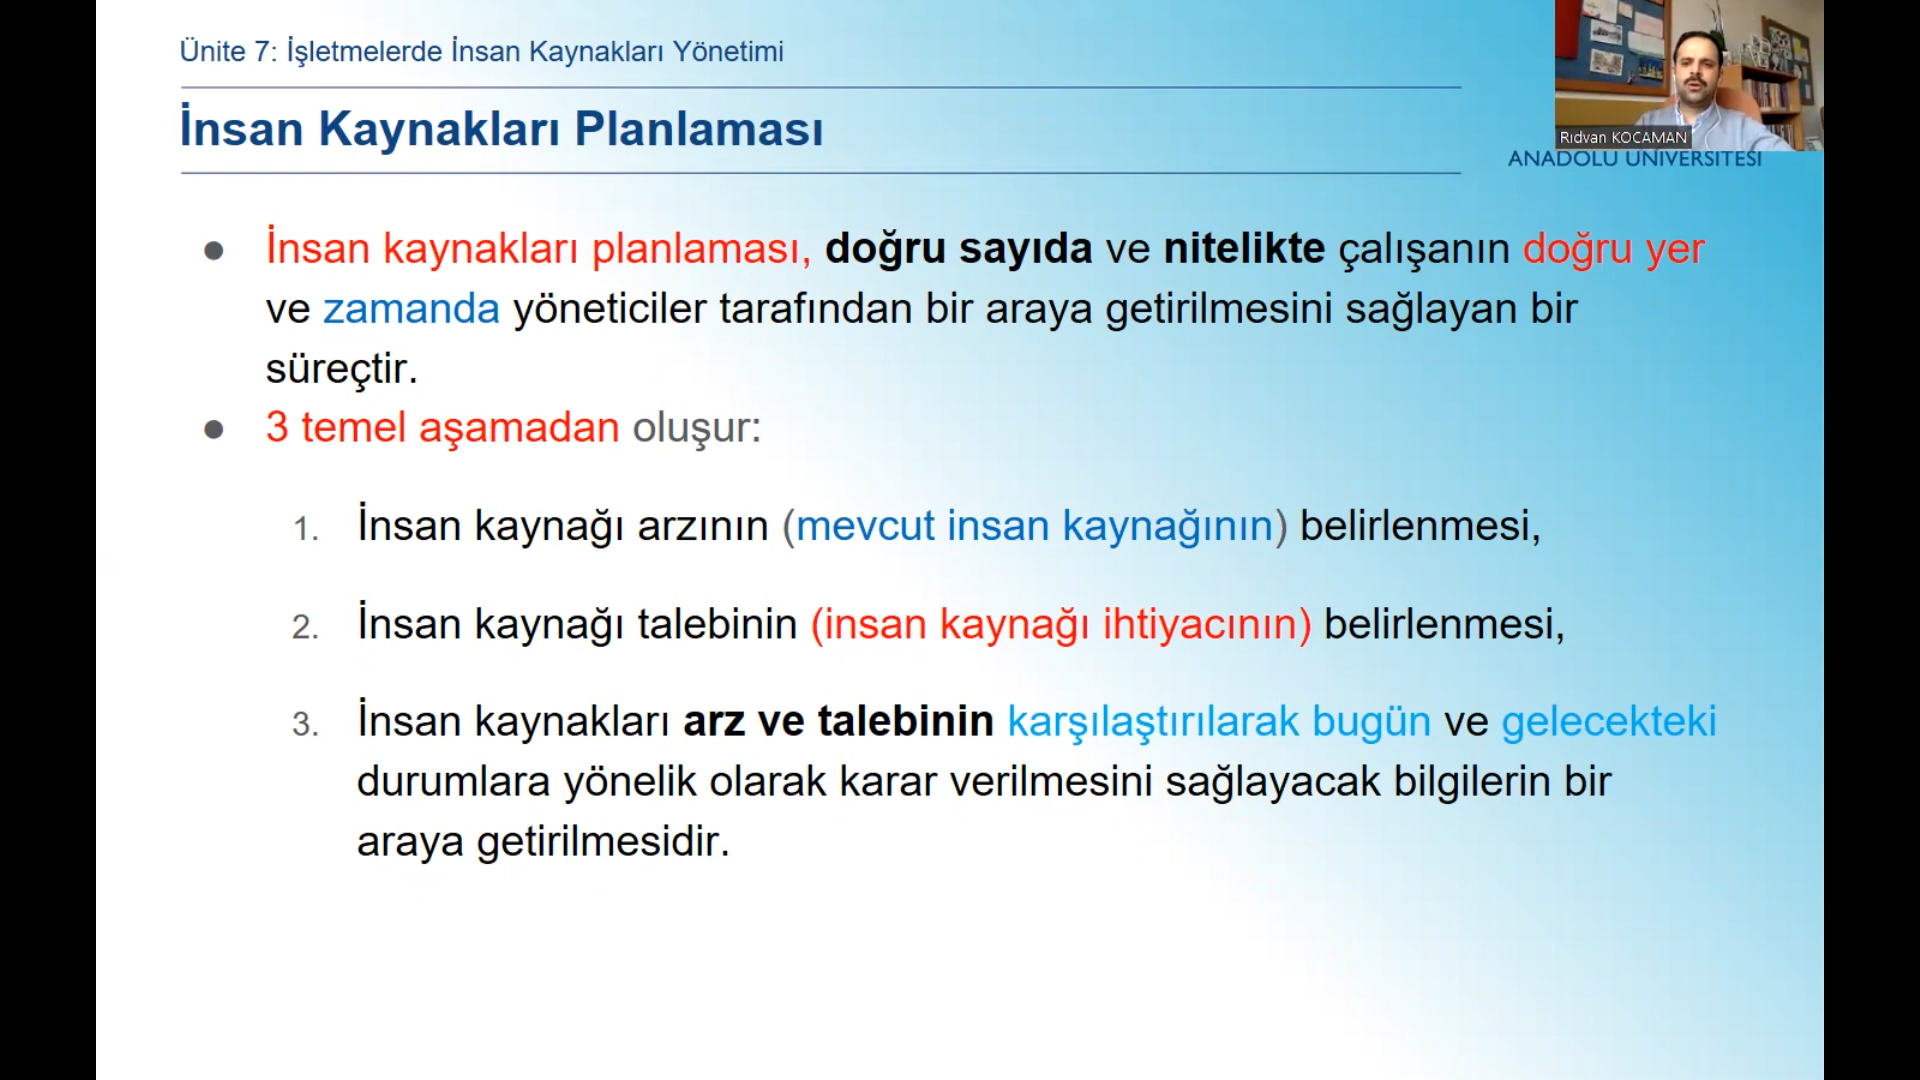 Ünite 7: İşletmelerde İnsan Kaynakları Yönetimi
İnsan Kaynakları Planlaması
Rıdvan KOCAMAN
ANADOLU ÜNİVERSİTESİ
● İnsan kaynakları planlaması, doğru sayıda ve nitelikte çalışanın doğru yer
ve zamanda yöneticiler tarafından bir araya getirilmesini sağlayan bir
süreçtir.
● 3 temel aşamadan oluşur:
1. İnsan kaynağı arzının (mevcut insan kaynağının) belirlenmesi,
2. İnsan kaynağı talebinin (insan kaynağı ihtiyacının) belirlenmesi,
3. İnsan kaynakları arz ve talebinin karşılaştırılarak bugün ve gelecekteki
durumlara yönelik olarak karar verilmesini sağlayacak bilgilerin bir
araya getirilmesidir.